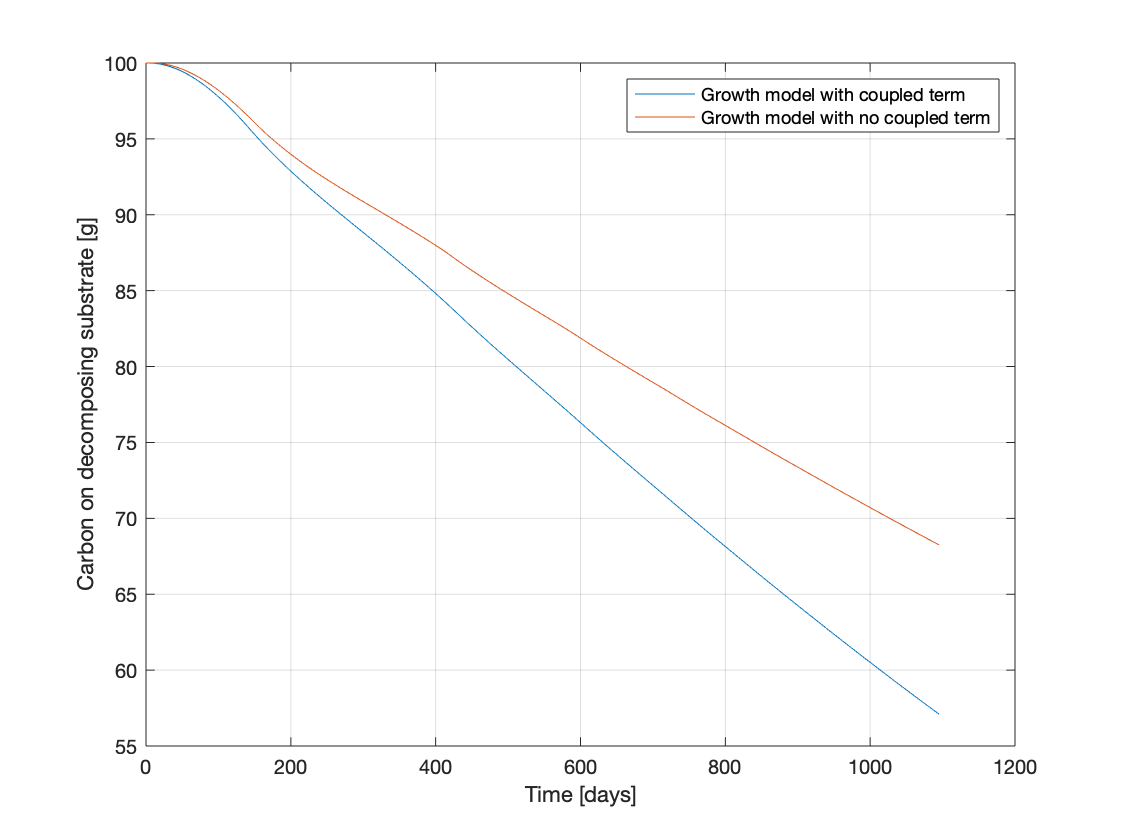 Growth model with coupled term
Growth model with no coupled term
Carbon on decomposing substrate [g]
100
95
90
85
80
75
70
65
60
55
0 200 400 600 800 1000 1200
Time [days]